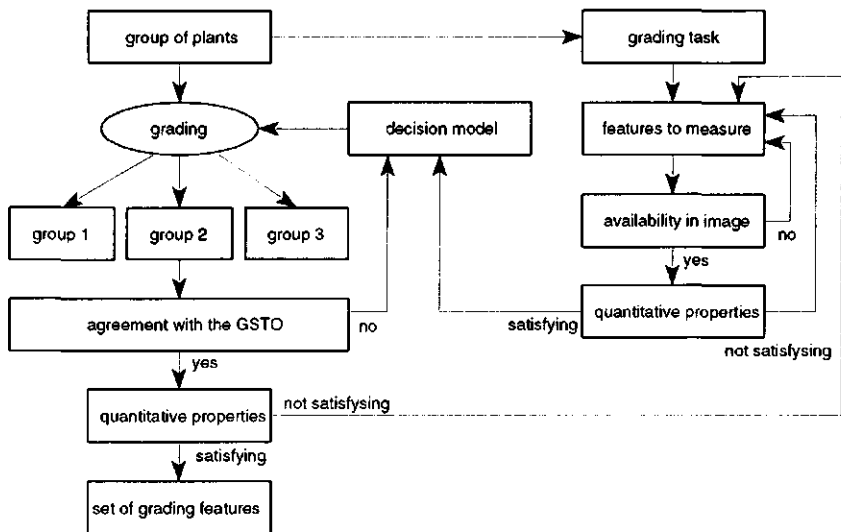 group of plants
grading task
grading
decision model
features to measure
group 1
group 2
group 3
availability in image
no
yes
agreement with the GSTO
no
satisfying
quantitative properties
not satisfysing
yes
quantitative properties
not satisfysing
satisfying
set of grading features